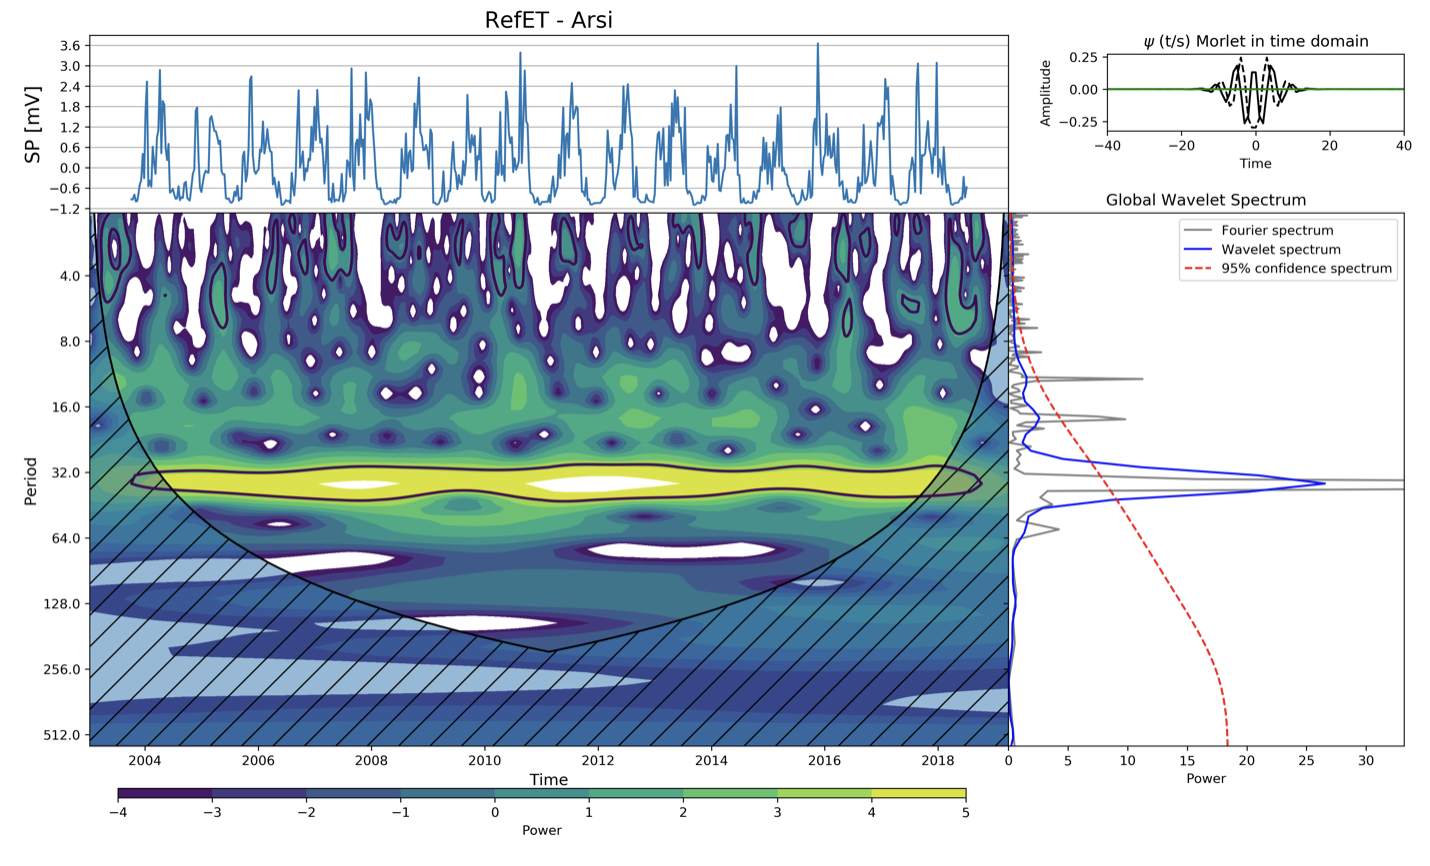 RefET - Arsi
SP [mV]
3.6
3.0
2.4
1.8
1.2
0.6
0.0
−0.6
−1.2
ψ (t/s) Morlet in time domain
Amplitude
0.25
0.00
−0.25
−40 −20 0 20 40
Time
Period
4.0
8.0
16.0
32.0
64.0
128.0
256.0
512.0
2004 2006 2008 2010 2012 2014 2016 2018
Time
Global Wavelet Spectrum
Fourier spectrum
Wavelet spectrum
95% confidence spectrum
0 5 10 15 20 25 30
Power
−4 −3 −2 −1 0 1 2 3 4 5
Power